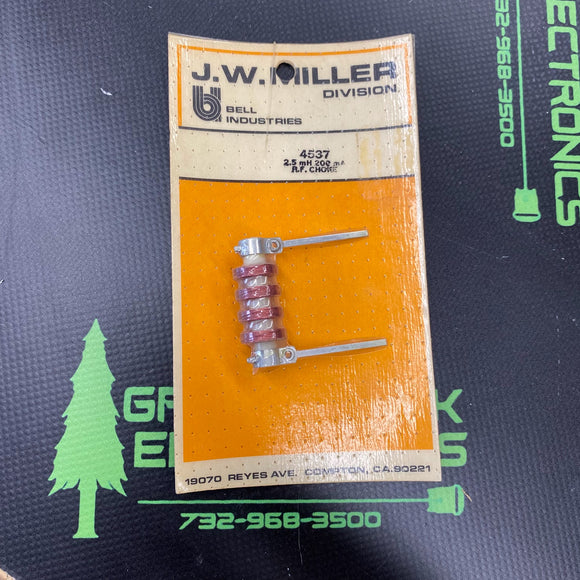 J.W. MILLER
DIVISION
BELL
INDUSTRIES
4537
2.5 mH 200 mA
R.F. CHOKE
19070 REYES AVE. COMPTON, CA. 90221
732-968-3500
732-968-3500